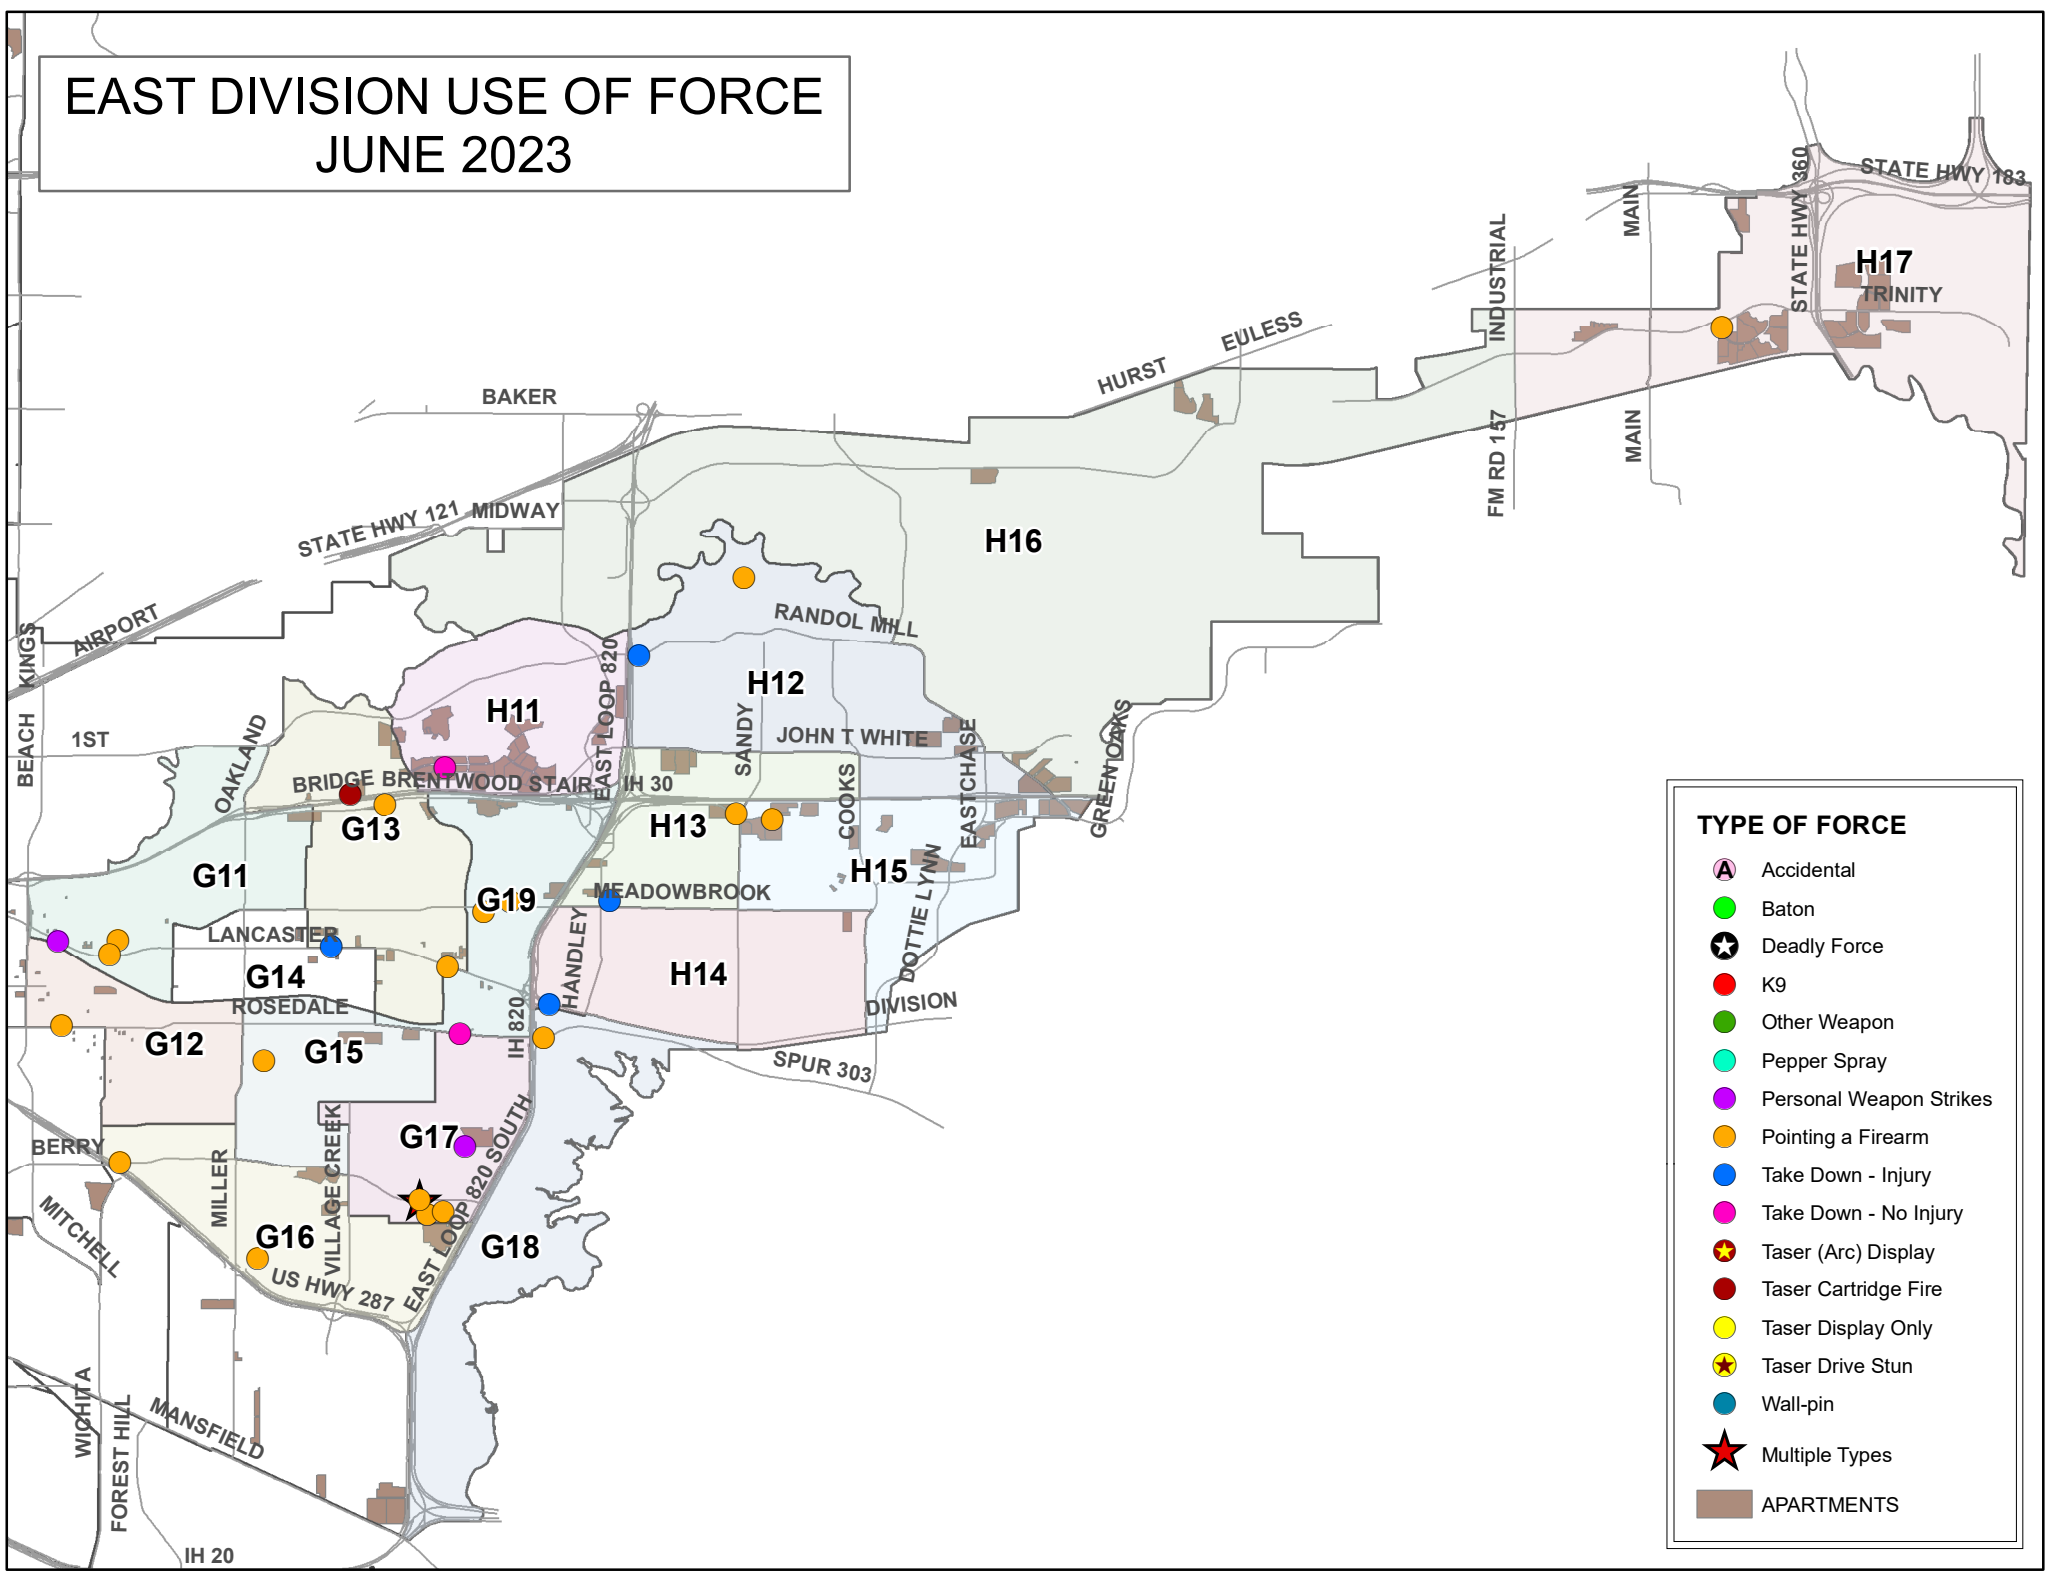 EAST DIVISION USE OF FORCE
JUNE 2023
STATE HWY 183
STATE HWY 360
MAIN
H17
TRINITY
INDUSTRIAL
EULESS
HURST
BAKER
MAIN
FM RD 157
MIDWAY
STATE HWY 121
H16
RANDOL MILL
AIRPORT
KINGS
EAST LOOP 820
H12
H11
BEACH
1ST
OAKLAND
SANDY
JOHN T WHITE
EASTCHASE
GREEN OAKS
BRIDGE
BRENTWOOD STAIR
IH 30
COOKS
G13
H13
G11
H15
MEADOWBROOK
G19
DOTTIE LYNN
LANCASTER
HANDLEY
G14
H14
ROSEDALE
DIVISION
IH 820
G12
G15
SPUR 303
G17
BERRY
MILLER
VILLAGE CREEK
EAST LOOP 820 SOUTH
MITCHELL
G16
G18
US HWY 287
WICHITA
FOREST HILL
MANSFIELD
IH 20
TYPE OF FORCE
A
Accidental
Baton
Deadly Force
K9
Other Weapon
Pepper Spray
Personal Weapon Strikes
Pointing a Firearm
Take Down - Injury
Take Down - No Injury
Taser (Arc) Display
Taser Cartridge Fire
Taser Display Only
Taser Drive Stun
Wall-pin
Multiple Types
APARTMENTS